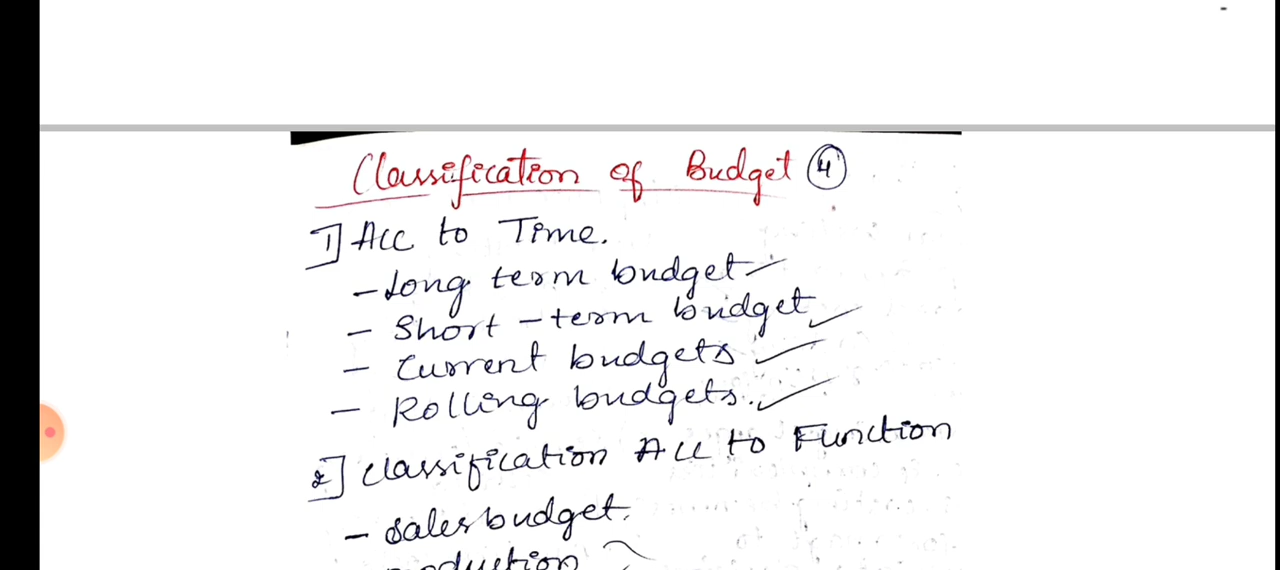 Classification of Budget 4
1] Acc to Time.
- Long term budget
- Short-term budget
- Current budgets
- Rolling budgets.
2] Classification Acc to Function
- Sales budget.
production